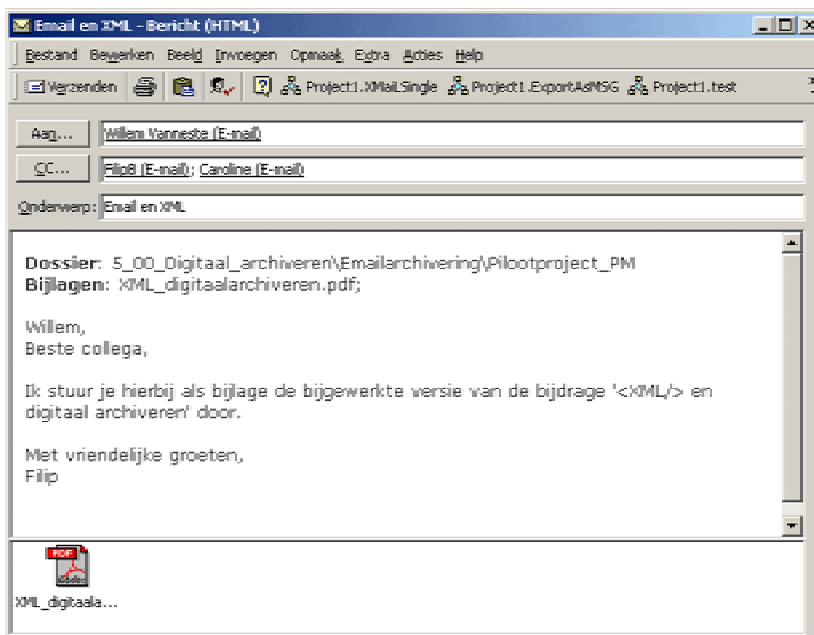 Email en XML - Bericht (HTML)
Bestand Bewerken Beeld Invoegen Opmaak Extra Acties Help
Verzenden Project1.XMaiLSingle Project1.ExportAsMSG Project1.test
Aan... Willem Vanneste (E-mail)
CC... FilipB (E-mail); Caroline (E-mail)
Onderwerp: Email en XML
Dossier: 5_00_Digitaal_archiveren\Emailarchivering\Pilootproject_PM
Bijlagen: XML_digitaalarchiveren.pdf;
Willem,
Beste collega,
Ik stuur je hierbij als bijlage de bijgewerkte versie van de bijdrage '<XML/> en
digitaal archiveren' door.
Met vriendelijke groeten,
Filip
PDF
XML_digitaala...